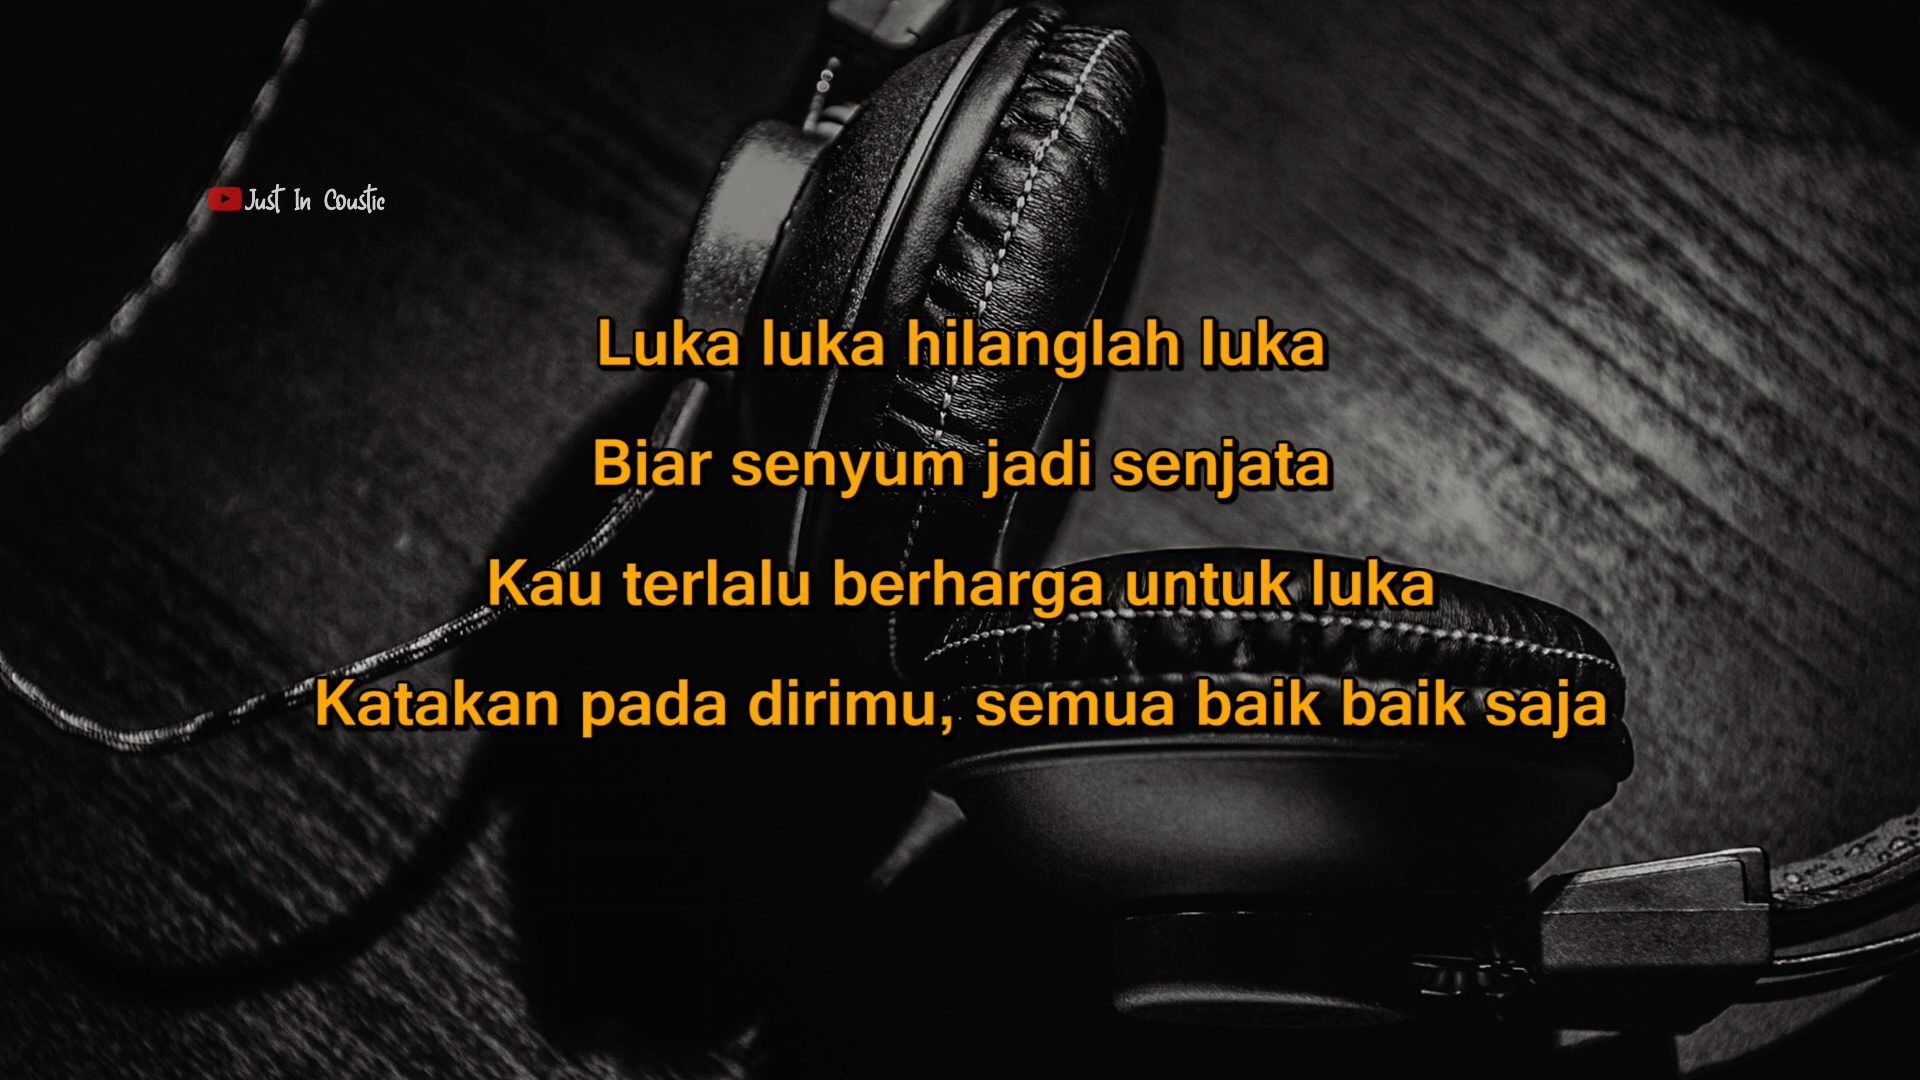 Just In Coustic
Luka luka hilanglah luka
Biar senyum jadi senjata
Kau terlalu berharga untuk luka
Katakan pada dirimu, semua baik baik saja